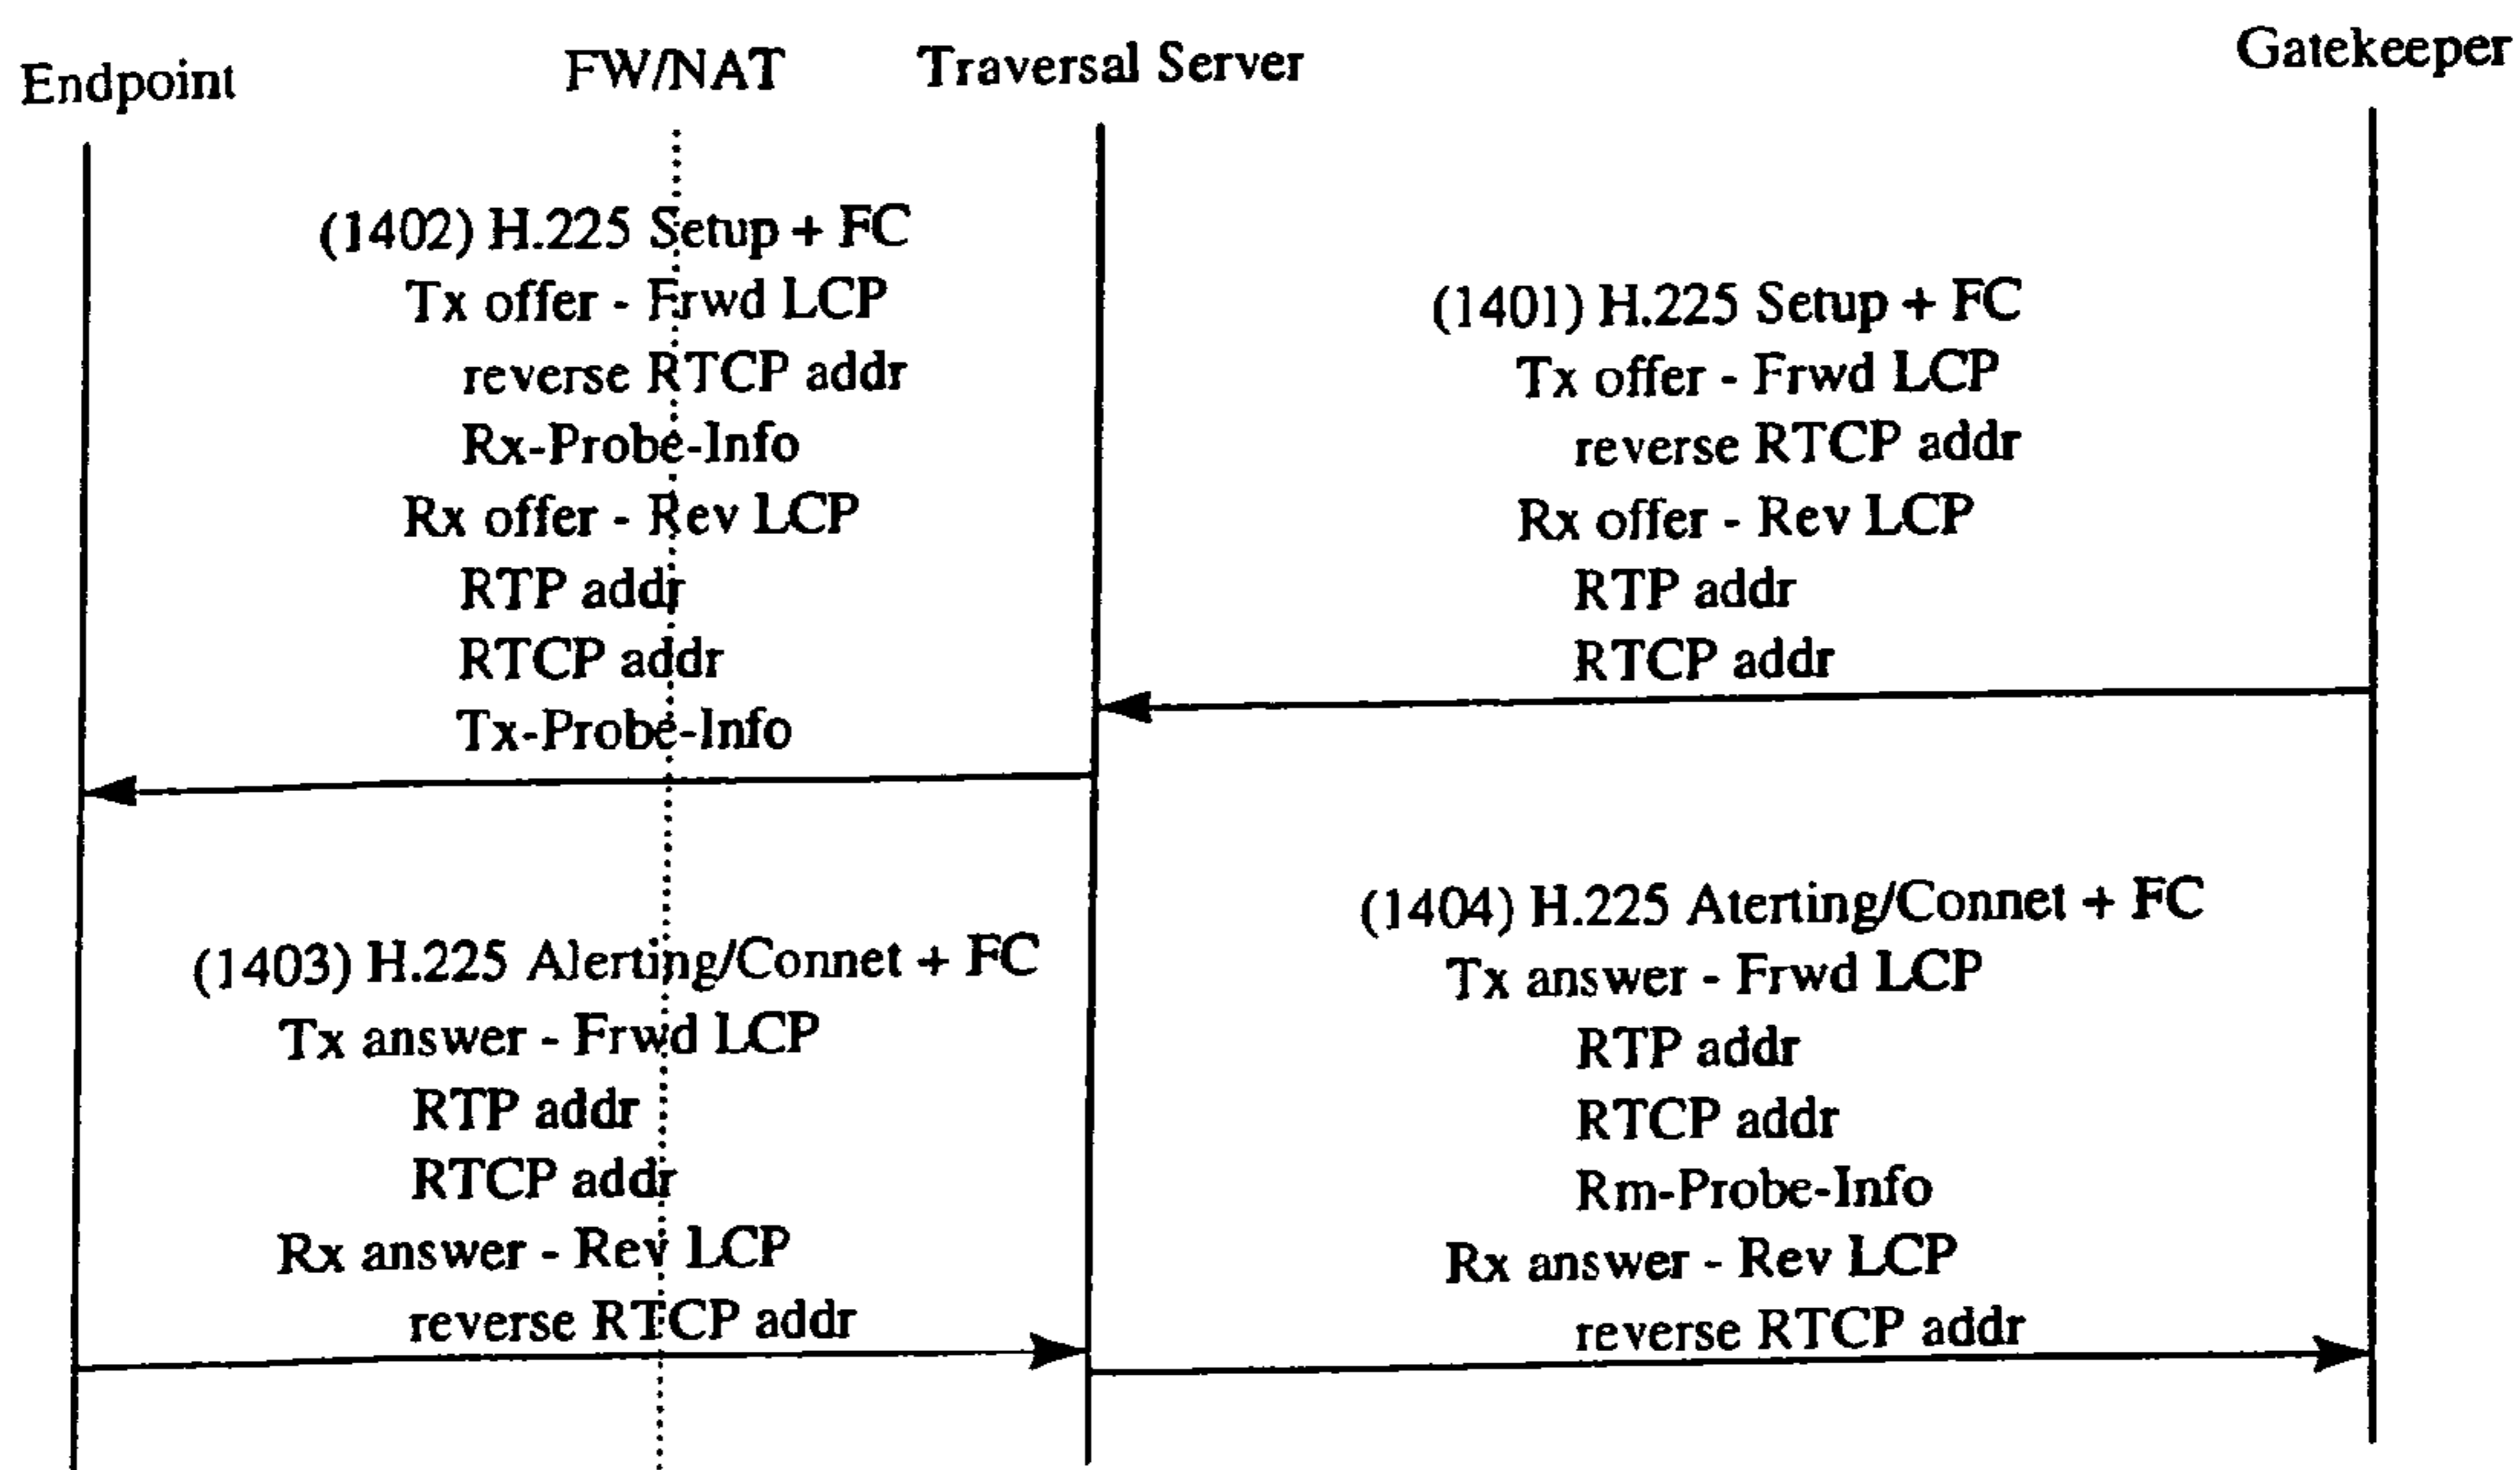 Endpoint
FW/NAT
Traversal Server
Gatekeeper
(1402) H.225 Setup + FC
Tx offer - Frwd LCP
reverse RTCP addr
Rx-Probe-Info
Rx offer - Rev LCP
RTP addr
RTCP addr
Tx-Probe-Info
(1401) H.225 Setup + FC
Tx offer - Frwd LCP
reverse RTCP addr
Rx offer - Rev LCP
RTP addr
RTCP addr
(1403) H.225 Alerting/Connet + FC
Tx answer - Frwd LCP
RTP addr
RTCP addr
Rx answer - Rev LCP
reverse RTCP addr
(1404) H.225 Aterting/Connet + FC
Tx answer - Frwd LCP
RTP addr
RTCP addr
Rm-Probe-Info
Rx answer - Rev LCP
reverse RTCP addr